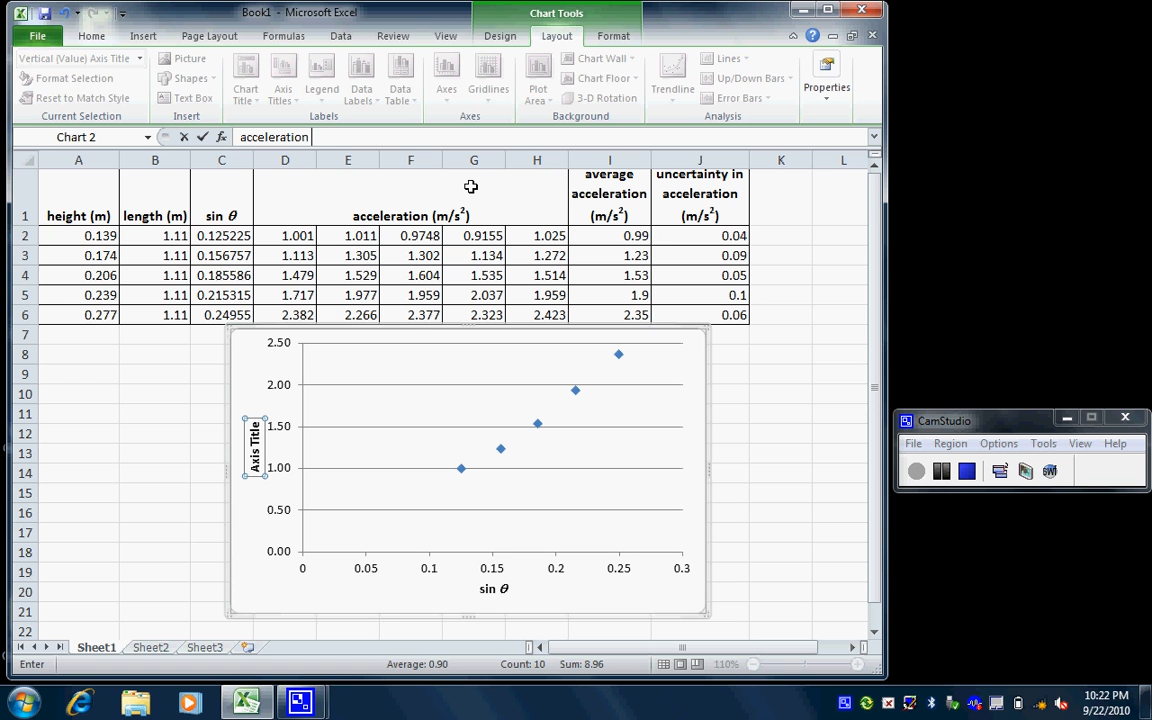 Book1 - Microsoft Excel
Chart Tools
File Home Insert Page Layout Formulas Data Review View Design Layout Format
Vertical (Value) Axis Title
Format Selection
Reset to Match Style
Current Selection
Picture
Shapes
Text Box
Insert
Chart Title
Axis Titles
Legend
Data Labels
Data Table
Labels
Axes
Gridlines
Axes
Plot Area
Chart Wall
Chart Floor
3-D Rotation
Background
Trendline
Lines
Up/Down Bars
Error Bars
Analysis
Properties
Chart 2 fx acceleration
A B C D E F G H I J K L
1 height (m) length (m) sin θ acceleration (m/s²) average acceleration (m/s²) uncertainty in acceleration (m/s²)
2 0.139 1.11 0.125225 1.001 1.011 0.9748 0.9155 1.025 0.99 0.04
3 0.174 1.11 0.156757 1.113 1.305 1.302 1.134 1.272 1.23 0.09
4 0.206 1.11 0.185586 1.479 1.529 1.604 1.535 1.514 1.53 0.05
5 0.239 1.11 0.215315 1.717 1.977 1.959 2.037 1.959 1.9 0.1
6 0.277 1.11 0.24955 2.382 2.266 2.377 2.323 2.423 2.35 0.06
7
8
9
10
11
12
13
14
15
16
17
18
19
20
21
22
2.50
2.00
1.50
1.00
0.50
0.00
Axis Title
0 0.05 0.1 0.15 0.2 0.25 0.3
sin θ
Sheet1 Sheet2 Sheet3
Enter Average: 0.90 Count: 10 Sum: 8.96 110%
CamStudio
File Region Options Tools View Help
SWF
10:22 PM
9/22/2010